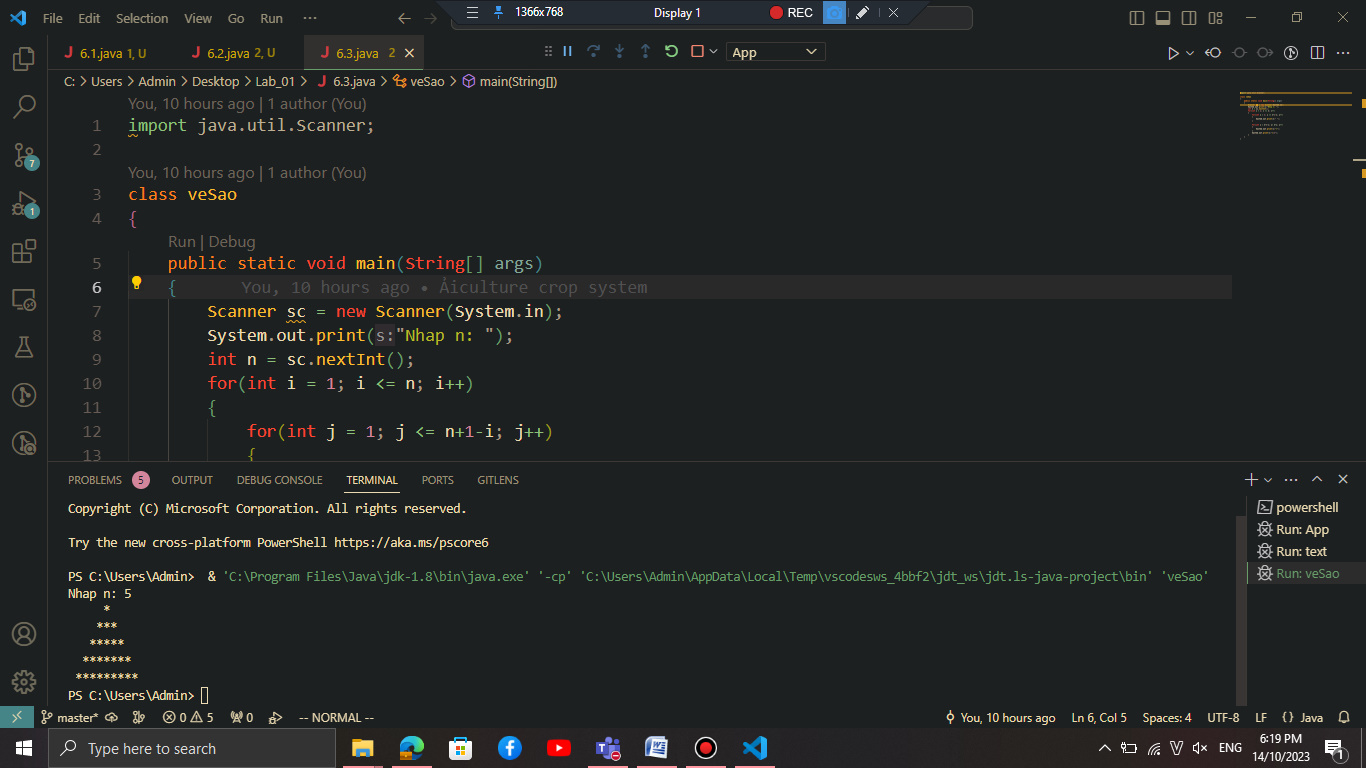 1366x768 Display 1 REC
File Edit Selection View Go Run ···
6.1.java 1, U 6.2.java 2, U 6.3.java 2 App
C: > Users > Admin > Desktop > Lab_01 > 6.3.java > veSao > main(String[])
You, 10 hours ago | 1 author (You)
1 import java.util.Scanner;
2
You, 10 hours ago | 1 author (You)
3 class veSao
4 {
Run | Debug
5 public static void main(String[] args)
6 { You, 10 hours ago • Àiculture crop system
7 Scanner sc = new Scanner(System.in);
8 System.out.print(s:"Nhap n: ");
9 int n = sc.nextInt();
10 for(int i = 1; i <= n; i++)
11 {
12 for(int j = 1; j <= n+1-i; j++)
13 {
7
1
PROBLEMS 5 OUTPUT DEBUG CONSOLE TERMINAL PORTS GITLENS
Copyright (C) Microsoft Corporation. All rights reserved.
Try the new cross-platform PowerShell https://aka.ms/pscore6
PS C:\Users\Admin> & 'C:\Program Files\Java\jdk-1.8\bin\java.exe' '-cp' 'C:\Users\Admin\AppData\Local\Temp\vscodesws_4bbf2\jdt_ws\jdt.ls-java-project\bin' 'veSao'
Nhap n: 5
*
***
*****
*******
*********
PS C:\Users\Admin>
powershell
Run: App
Run: text
Run: veSao
master* 0 5 0 -- NORMAL -- You, 10 hours ago Ln 6, Col 5 Spaces: 4 UTF-8 LF {} Java
Type here to search ENG 6:19 PM
14/10/2023 1